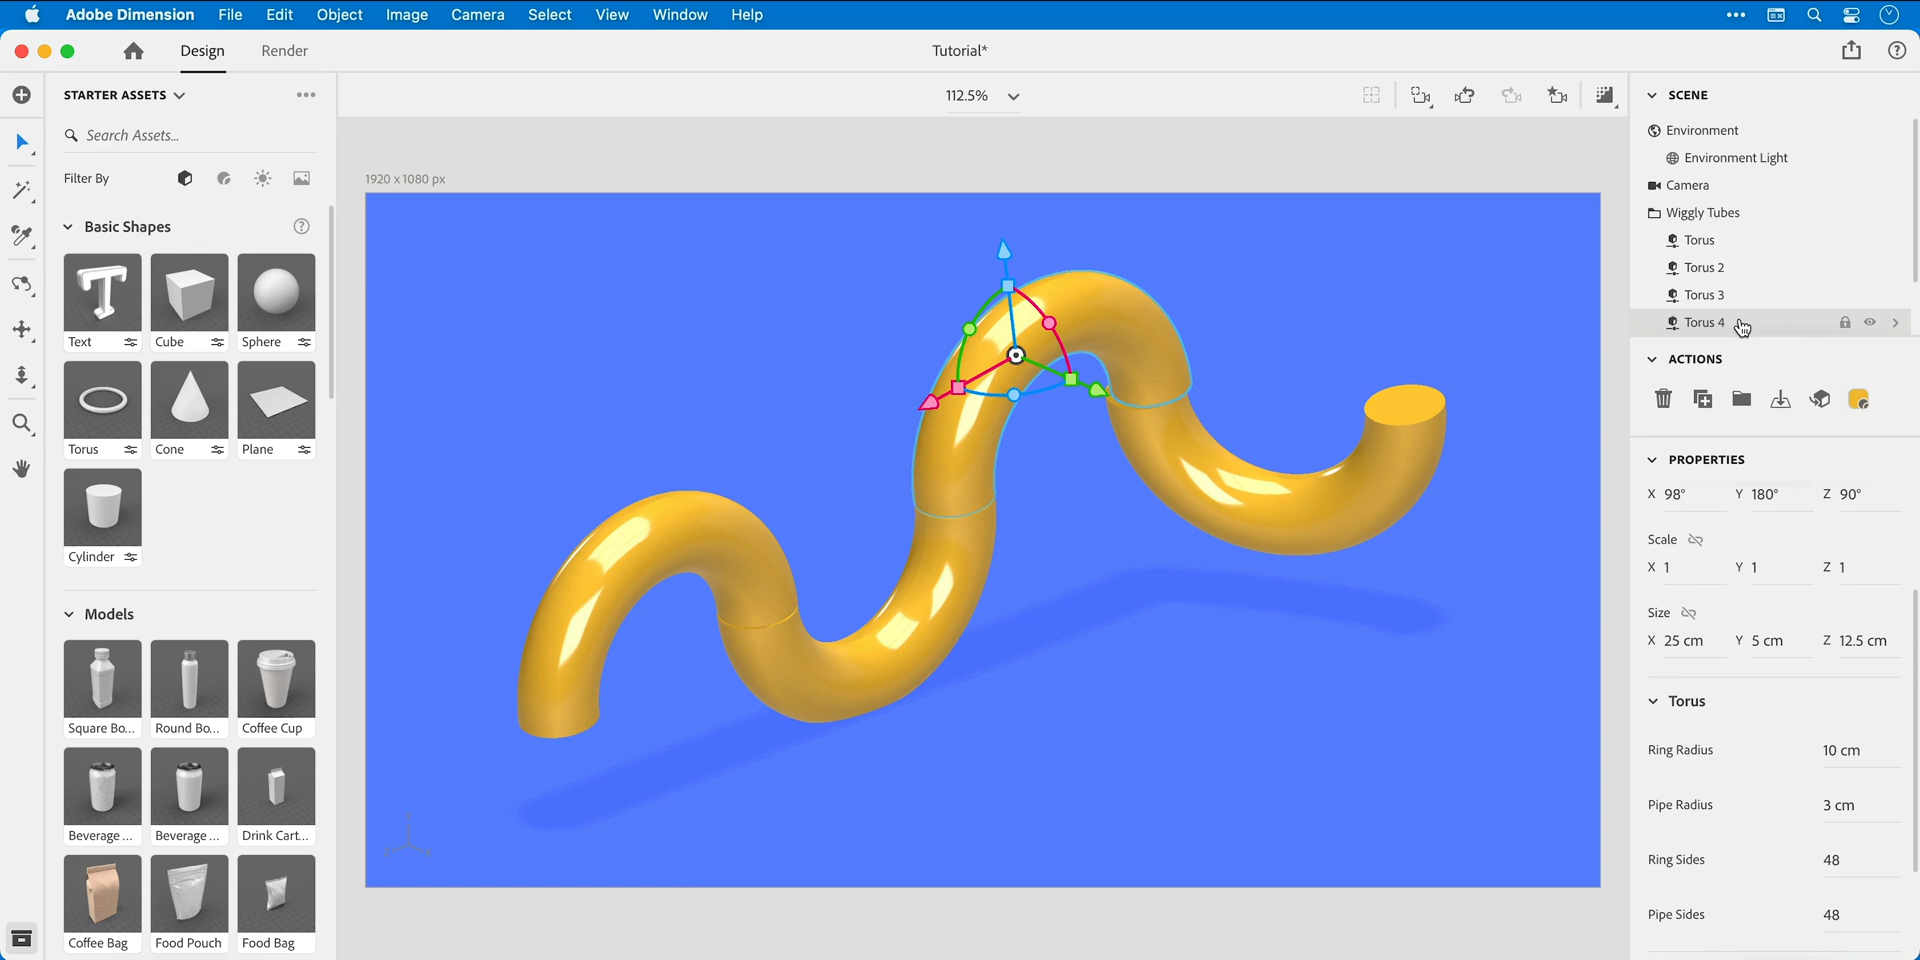 Adobe Dimension File Edit Object Image Camera Select View Window Help
Design Render Tutorial*
STARTER ASSETS
Search Assets...
Filter By
Basic Shapes
Text Cube Sphere
Torus Cone Plane
Cylinder
Models
Square Bo... Round Bo... Coffee Cup
Beverage ... Beverage ... Drink Cart...
Coffee Bag Food Pouch Food Bag
112.5%
1920 x 1080 px
SCENE
Environment
Environment Light
Camera
Wiggly Tubes
Torus
Torus 2
Torus 3
Torus 4
ACTIONS
PROPERTIES
X 98° Y 180° Z 90°
Scale
X 1 Y 1 Z 1
Size
X 25 cm Y 5 cm Z 12.5 cm
Torus
Ring Radius 10 cm
Pipe Radius 3 cm
Ring Sides 48
Pipe Sides 48